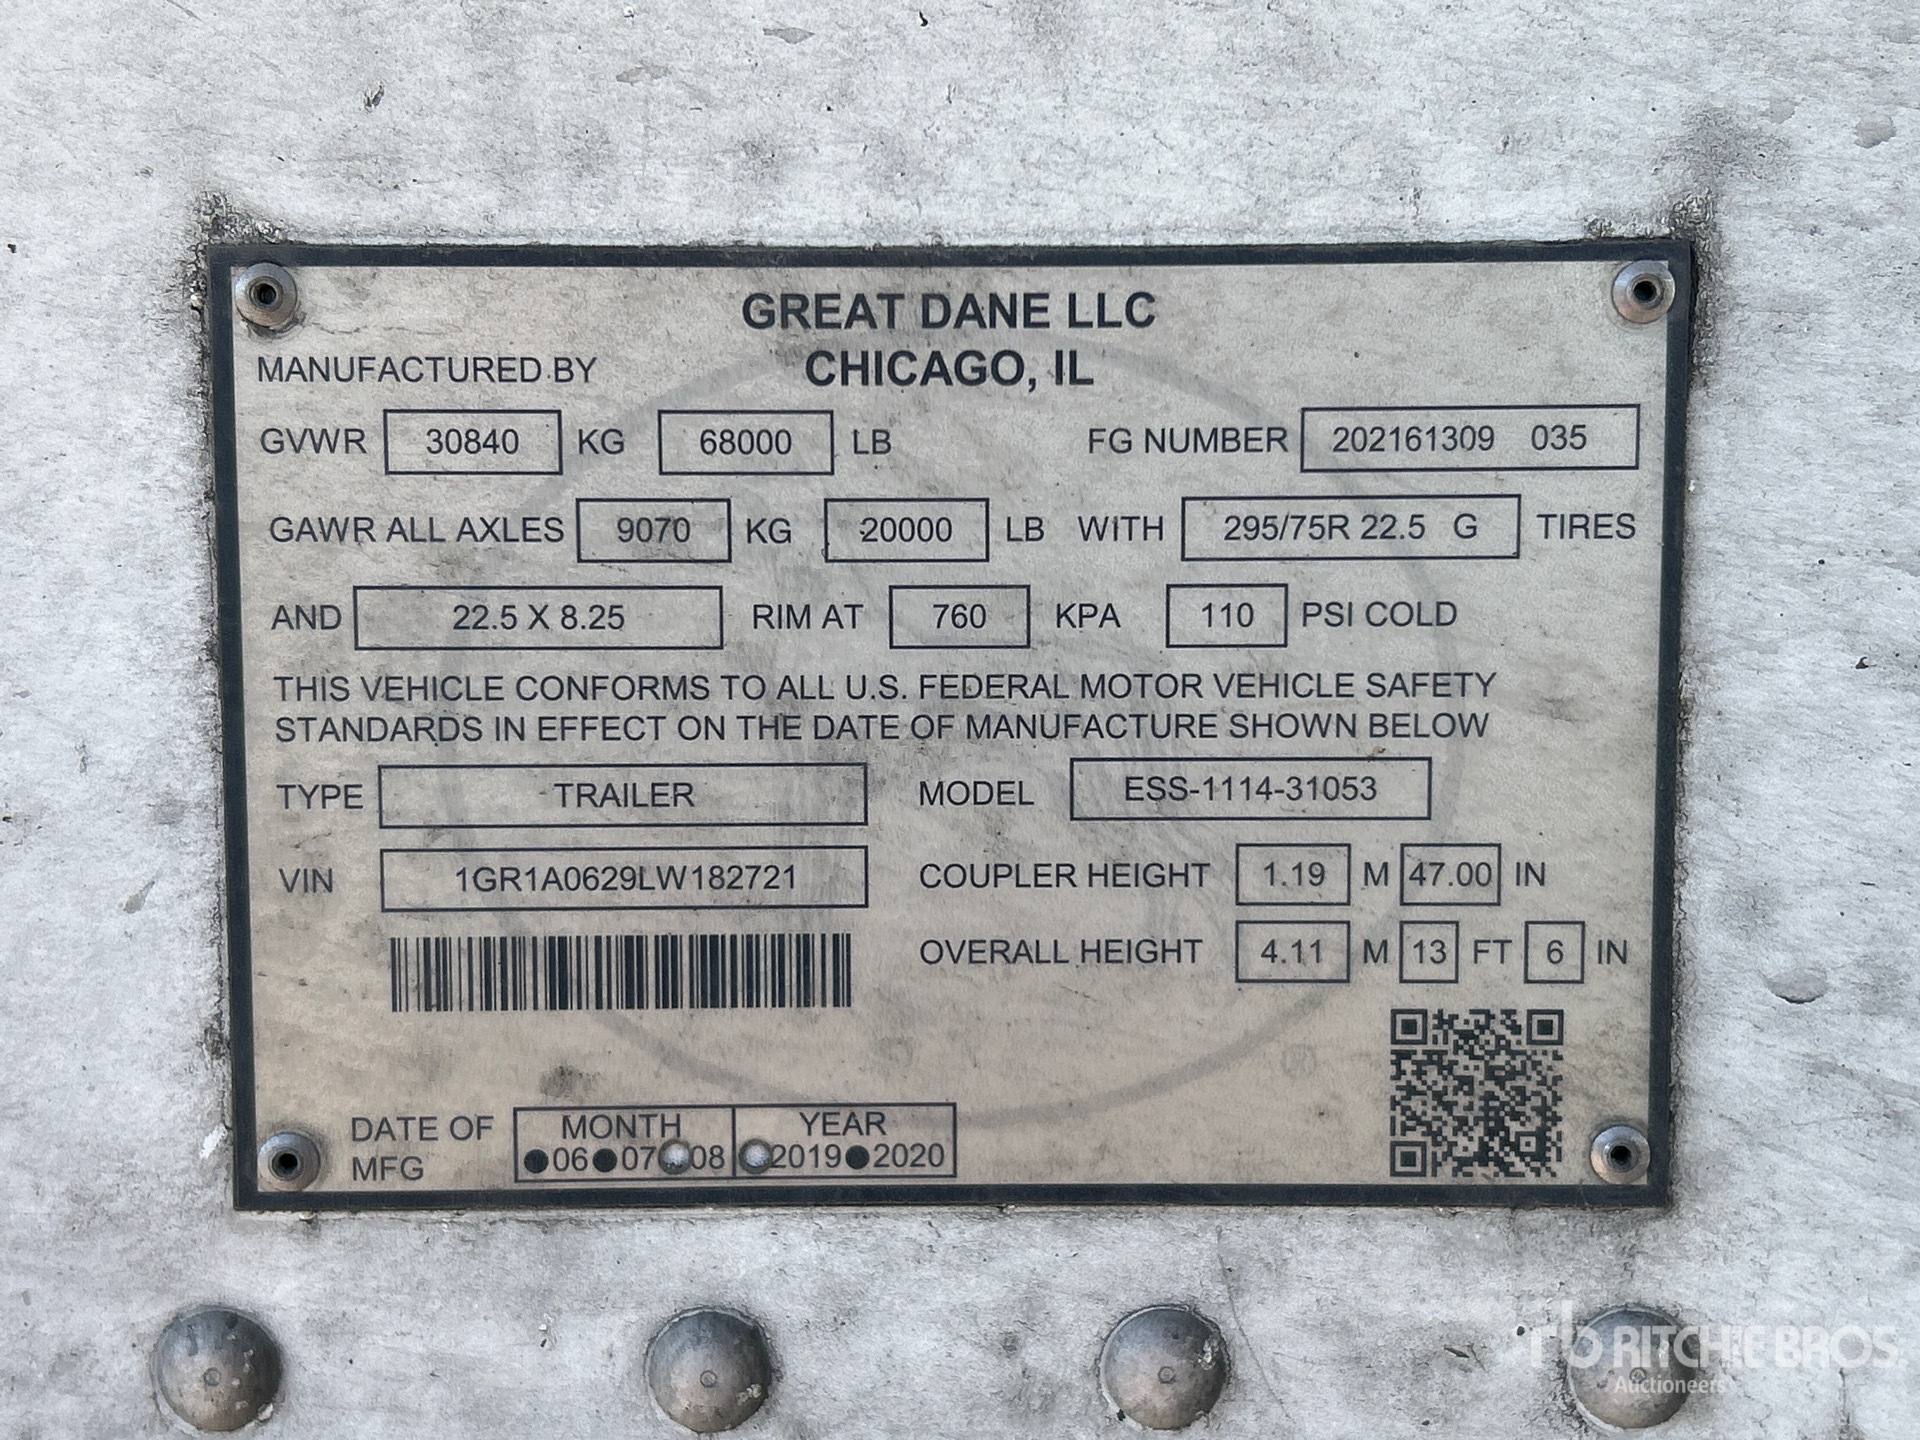 GREAT DANE LLC
MANUFACTURED BY CHICAGO, IL
GVWR 30840 KG 68000 LB FG NUMBER 202161309 035
GAWR ALL AXLES 9070 KG 20000 LB WITH 295/75R 22.5 G TIRES
AND 22.5 X 8.25 RIM AT 760 KPA 110 PSI COLD
THIS VEHICLE CONFORMS TO ALL U.S. FEDERAL MOTOR VEHICLE SAFETY
STANDARDS IN EFFECT ON THE DATE OF MANUFACTURE SHOWN BELOW
TYPE TRAILER MODEL ESS-1114-31053
VIN 1GR1A0629LW182721 COUPLER HEIGHT 1.19 M 47.00 IN
OVERALL HEIGHT 4.11 M 13 FT 6 IN
®
DATE OF MONTH YEAR
MFG 06 07 08 2019 2020
rb RITCHIE BROS.
Auctioneers